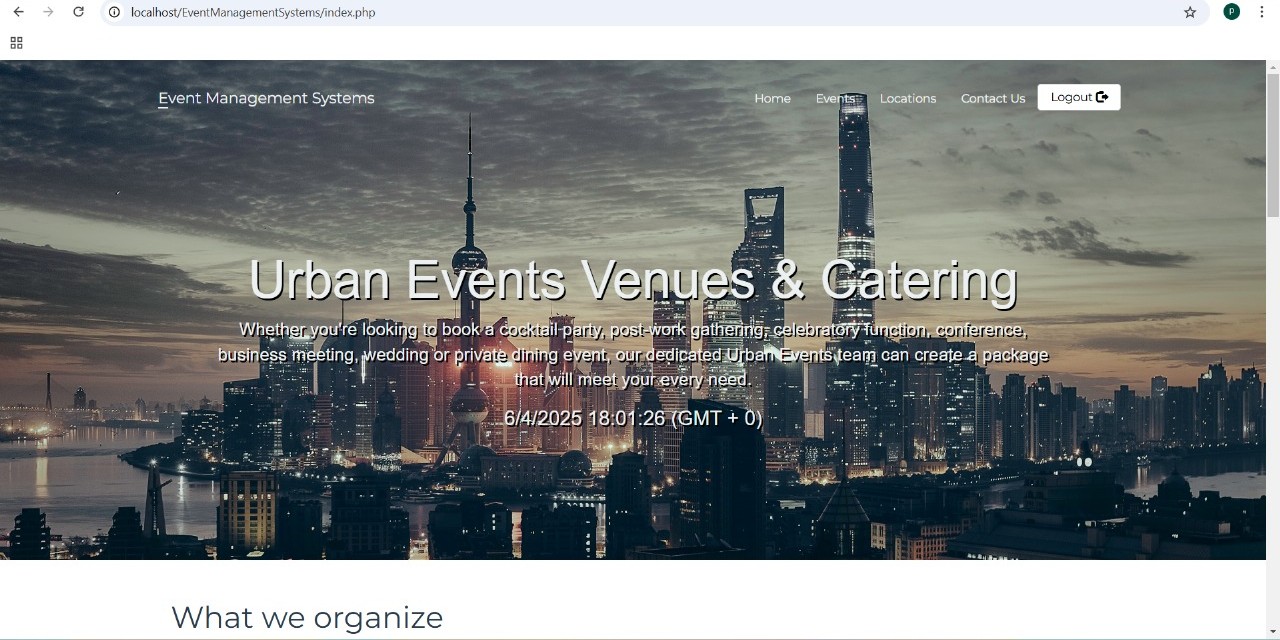 localhost/EventManagementSystems/index.php
P
Event Management Systems
Home Events Locations Contact Us Logout
Urban Events Venues & Catering
Whether you're looking to book a cocktail party, post-work gathering, celebratory function, conference,
business meeting, wedding or private dining event, our dedicated Urban Events team can create a package
that will meet your every need.
6/4/2025 18:01:26 (GMT + 0)
What we organize